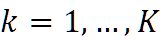 k = 1, … , K